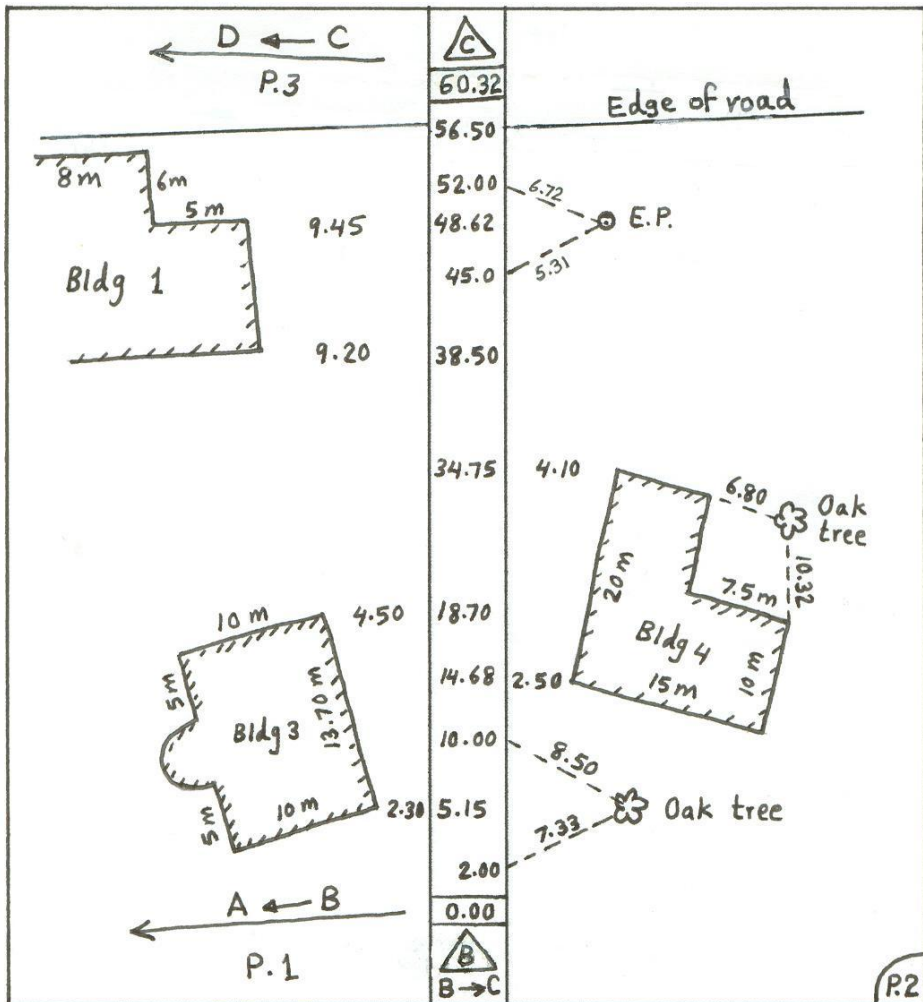 D ← C
P.3
C
60.32
Edge of road
56.50
8m
6m
5m
52.00
6.72
9.45
48.62
E.P.
Bldg 1
45.0
5.31
9.20
38.50
34.75
4.10
6.80
Oak
tree
20m
10.32
7.5m
10 m
4.50
18.70
Bldg 4
10 m
5m
13.70 m
14.68
2.50
15m
Bldg 3
10.00
8.50
5m
10m
2.30
5.15
Oak tree
7.33
2.00
A ← B
0.00
P.1
B
B→C
P.2